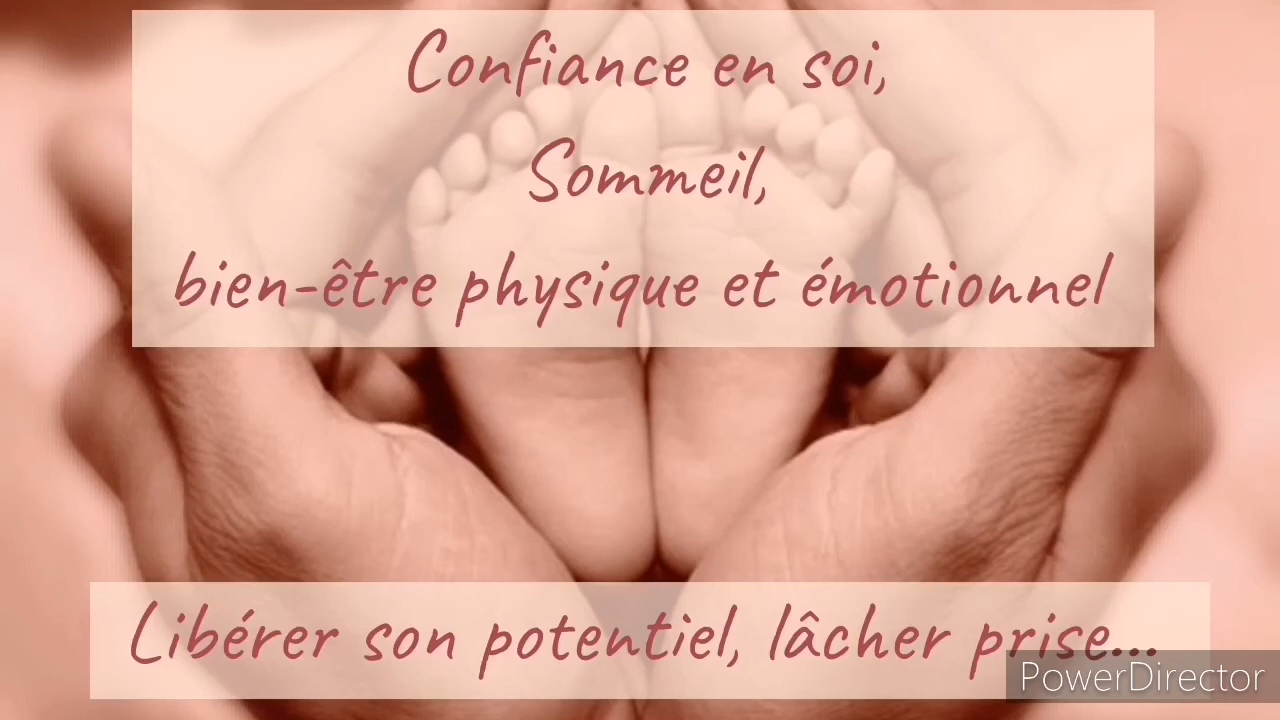 Confiance en soi,
Sommeil,
bien-être physique et émotionnel
Libérer son potentiel, lâcher prise...
PowerDirector